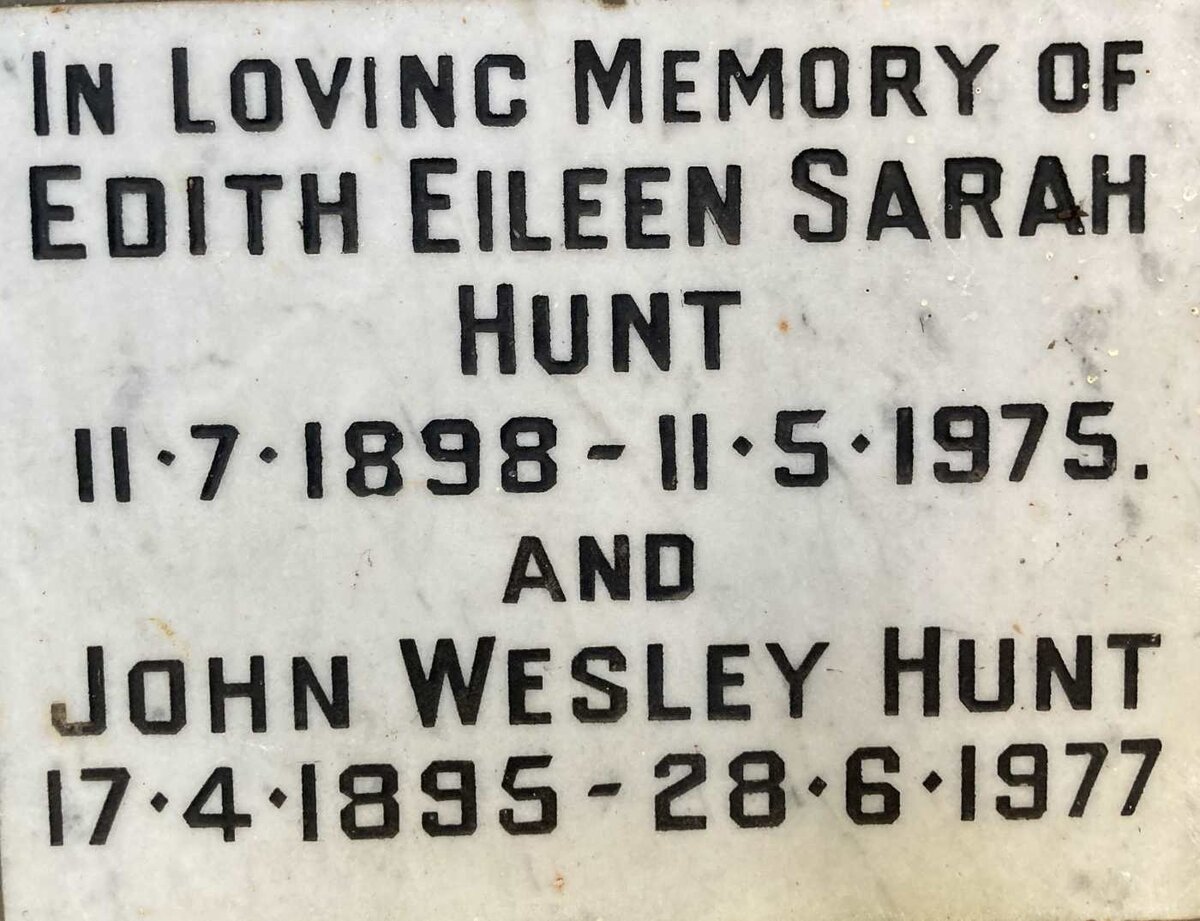 IN LOVING MEMORY OF
EDITH EILEEN SARAH
HUNT
11·7·1898-11·5·1975.
AND
JOHN WESLEY HUNT
17·4·1895-28·6·1977